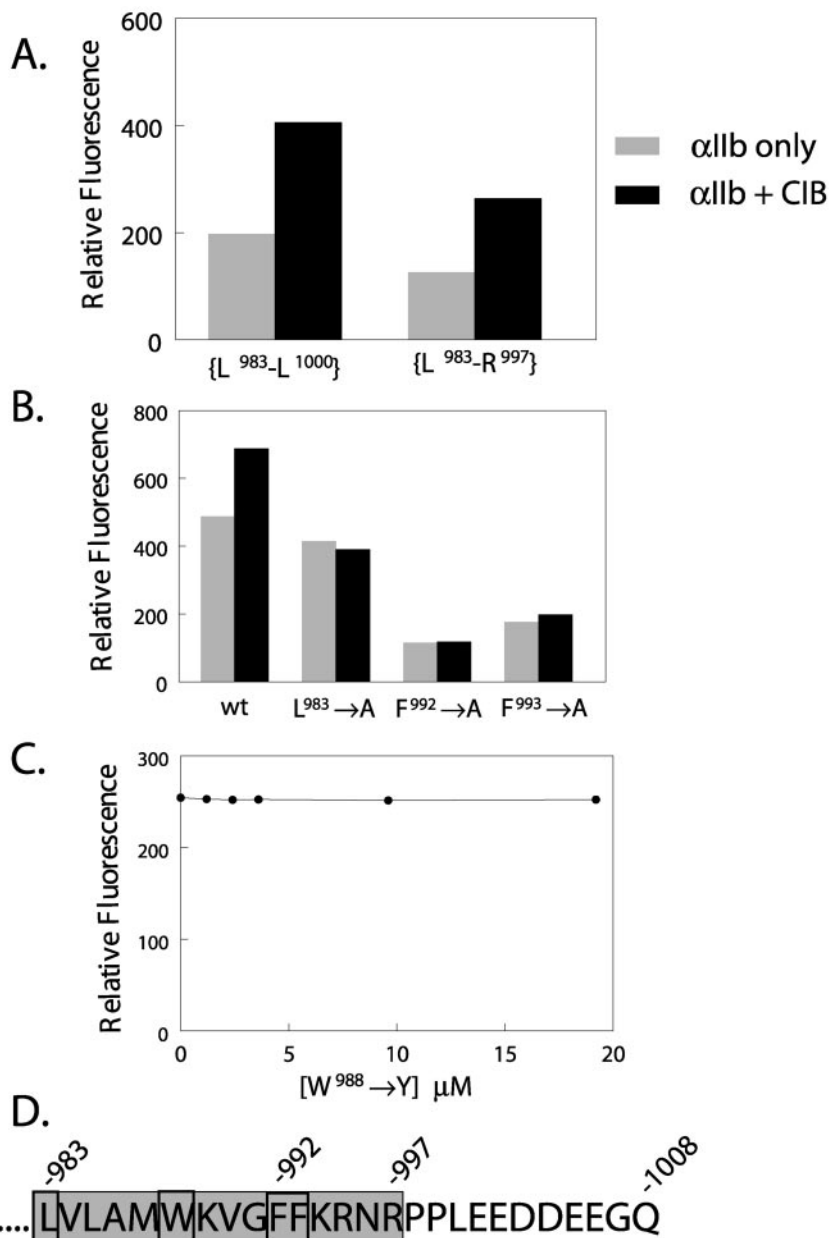 A.
Relative Fluorescence
600
400
200
0
{L 983-L 1000}
{L 983-R 997}
αIIb only
αIIb + CIB
B.
Relative Fluorescence
800
600
400
200
0
wt
L983→A
F992→A
F993→A
C.
Relative Fluorescence
300
200
100
0
0
5
10
15
20
[W988→Y] μM
D.
-983
-992
-997
-1008
....LVLAMWKVGFFKRNRPPLEEDDEEGQ